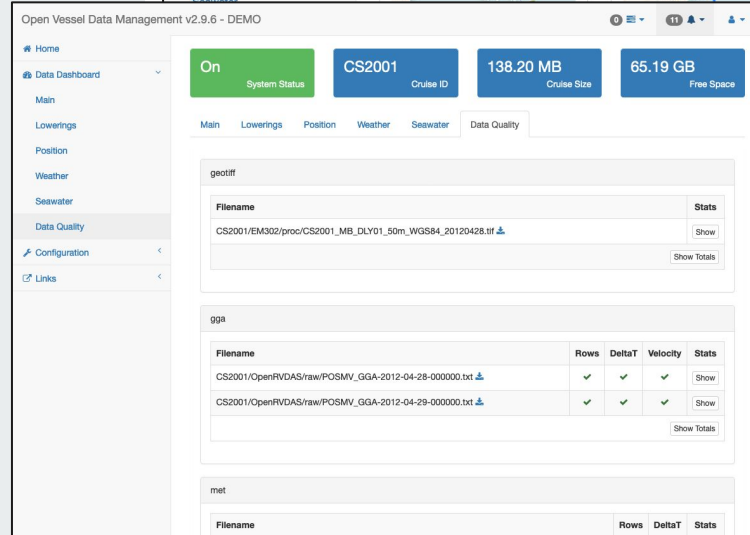 Open Vessel Data Management v2.9.6 - DEMO
0
11
Home
Data Dashboard
Main
Lowerings
Position
Weather
Seawater
Data Quality
Configuration
Links
On
System Status
CS2001
Cruise ID
138.20 MB
Cruise Size
65.19 GB
Free Space
Main Lowerings Position Weather Seawater Data Quality
geotiff
Filename Stats
CS2001/EM302/proc/CS2001_MB_DLY01_50m_WGS84_20120428.tif Show
Show Totals
gga
Filename Rows DeltaT Velocity Stats
CS2001/OpenRVDAS/raw/POSMV_GGA-2012-04-28-000000.txt Show
CS2001/OpenRVDAS/raw/POSMV_GGA-2012-04-29-000000.txt Show
Show Totals
met
Filename Rows DeltaT Stats